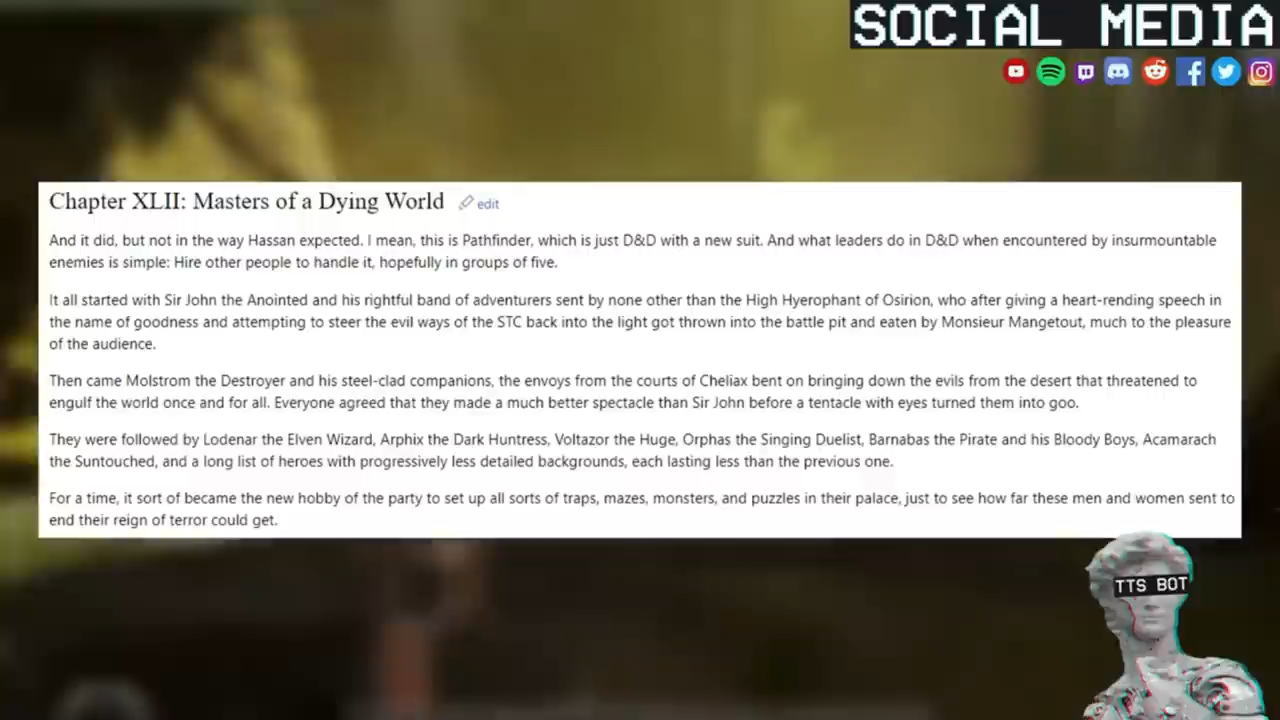 SOCIAL MEDIA
Chapter XLII: Masters of a Dying World edit
And it did, but not in the way Hassan expected. I mean, this is Pathfinder, which is just D&D with a new suit. And what leaders do in D&D when encountered by insurmountable
enemies is simple: Hire other people to handle it, hopefully in groups of five.
It all started with Sir John the Anointed and his rightful band of adventurers sent by none other than the High Hyerophant of Osirion, who after giving a heart-rending speech in
the name of goodness and attempting to steer the evil ways of the STC back into the light got thrown into the battle pit and eaten by Monsieur Mangetout, much to the pleasure
of the audience.
Then came Molstrom the Destroyer and his steel-clad companions, the envoys from the courts of Cheliax bent on bringing down the evils from the desert that threatened to
engulf the world once and for all. Everyone agreed that they made a much better spectacle than Sir John before a tentacle with eyes turned them into goo.
They were followed by Lodenar the Elven Wizard, Arphix the Dark Huntress, Voltazor the Huge, Orphas the Singing Duelist, Barnabas the Pirate and his Bloody Boys, Acamarach
the Suntouched, and a long list of heroes with progressively less detailed backgrounds, each lasting less than the previous one.
For a time, it sort of became the new hobby of the party to set up all sorts of traps, mazes, monsters, and puzzles in their palace, just to see how far these men and women sent to
end their reign of terror could get.
TTS BOT